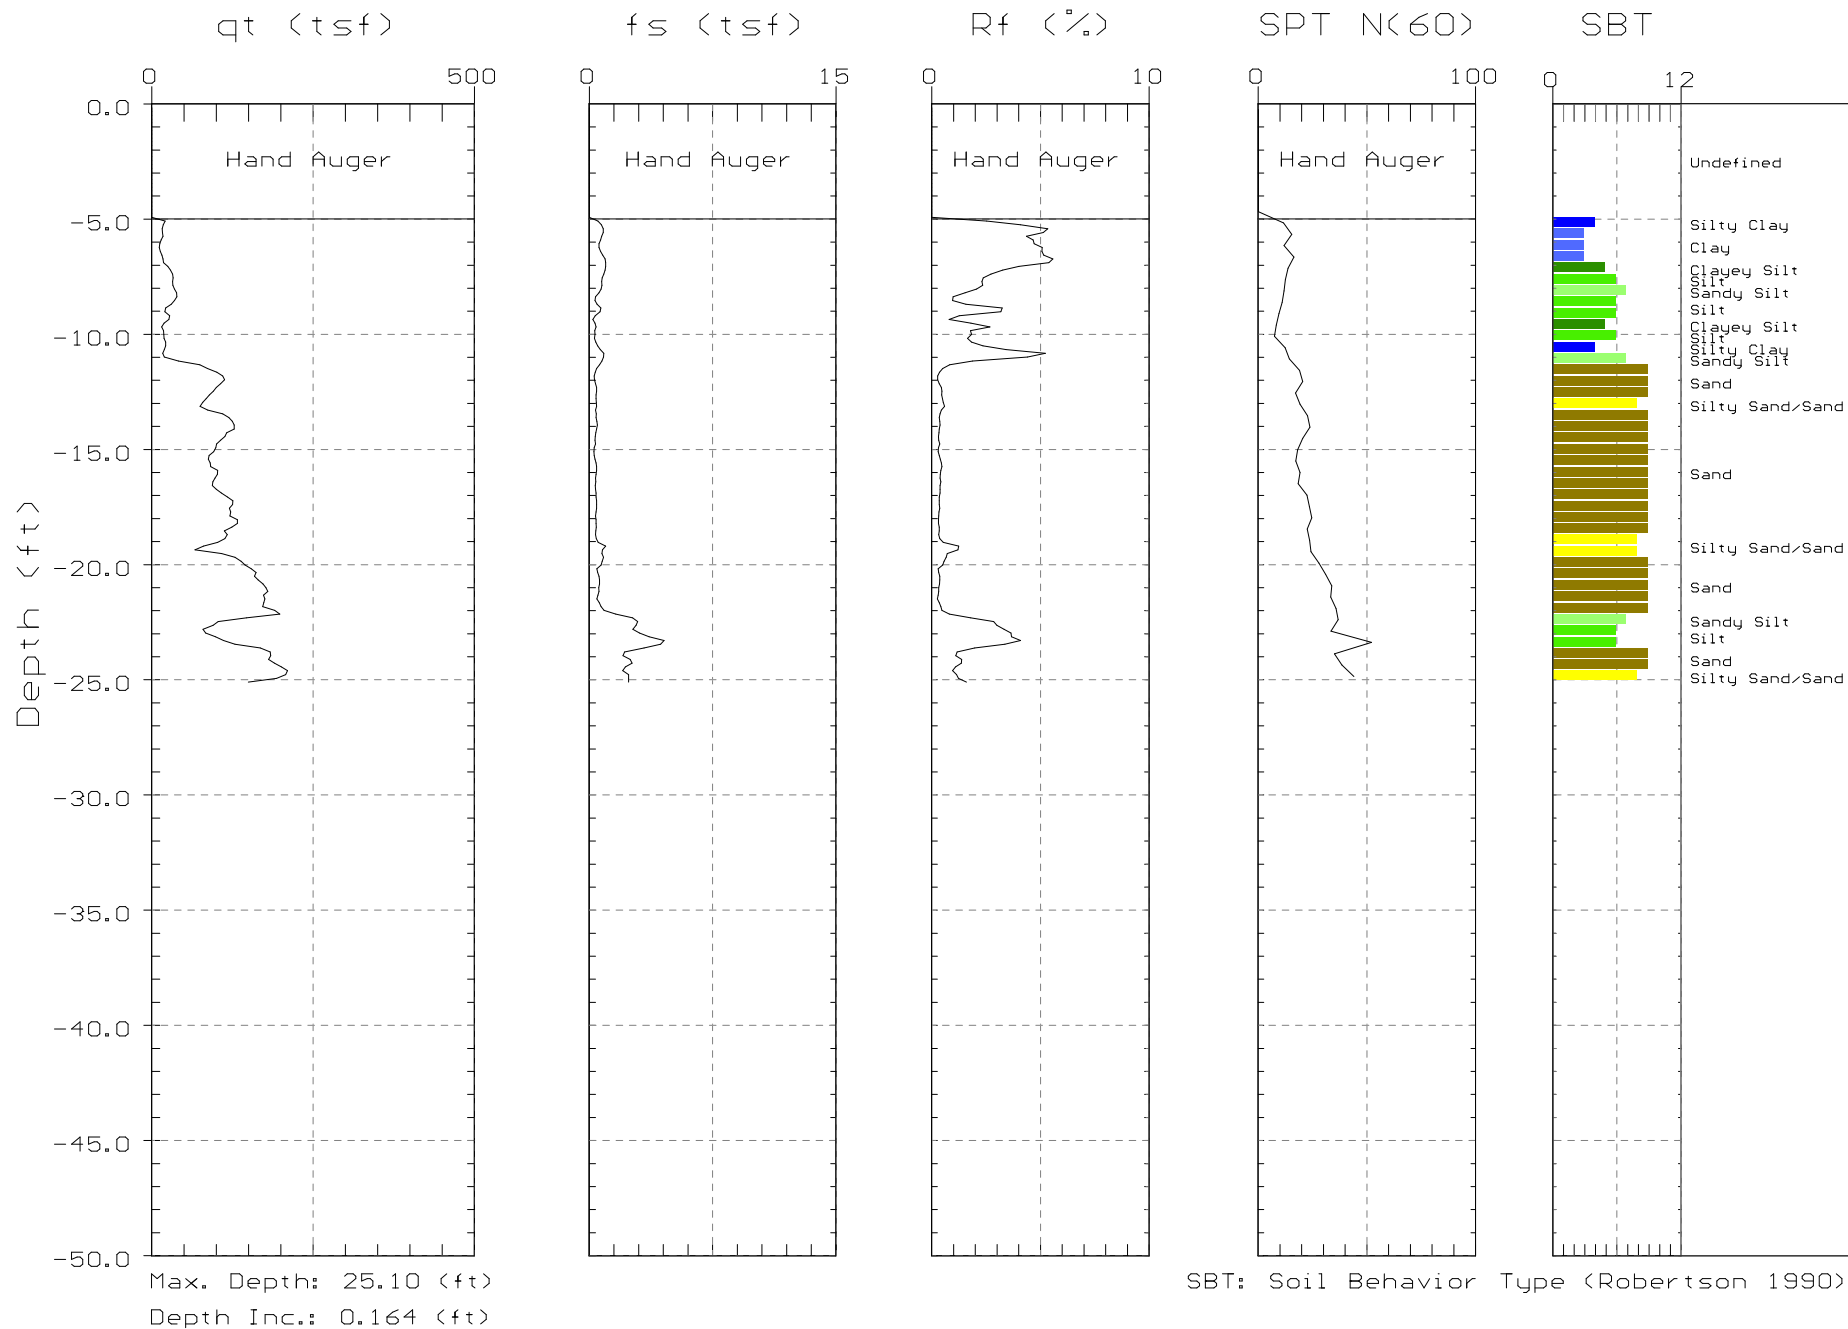 qt (tsf) fs (tsf) Rf (%) SPT N(60) SBT
0 500 0 15 0 10 0 100 0 12
0.0
Hand Auger Hand Auger Hand Auger Hand Auger
Undefined
-5.0
Silty Clay
Clay
Clayey Silt
Silt
Sandy Silt
Silt
Clayey Silt
-10.0
Silt
Silty Clay
Sandy Silt
Sand
Silty Sand/Sand
-15.0
Sand
Depth (ft)
Silty Sand/Sand
-20.0
Sand
Sandy Silt
Silt
Sand
-25.0
Silty Sand/Sand
-30.0
-35.0
-40.0
-45.0
-50.0
Max. Depth: 25.10 (ft)
SBT: Soil Behavior Type (Robertson 1990)
Depth Inc.: 0.164 (ft)